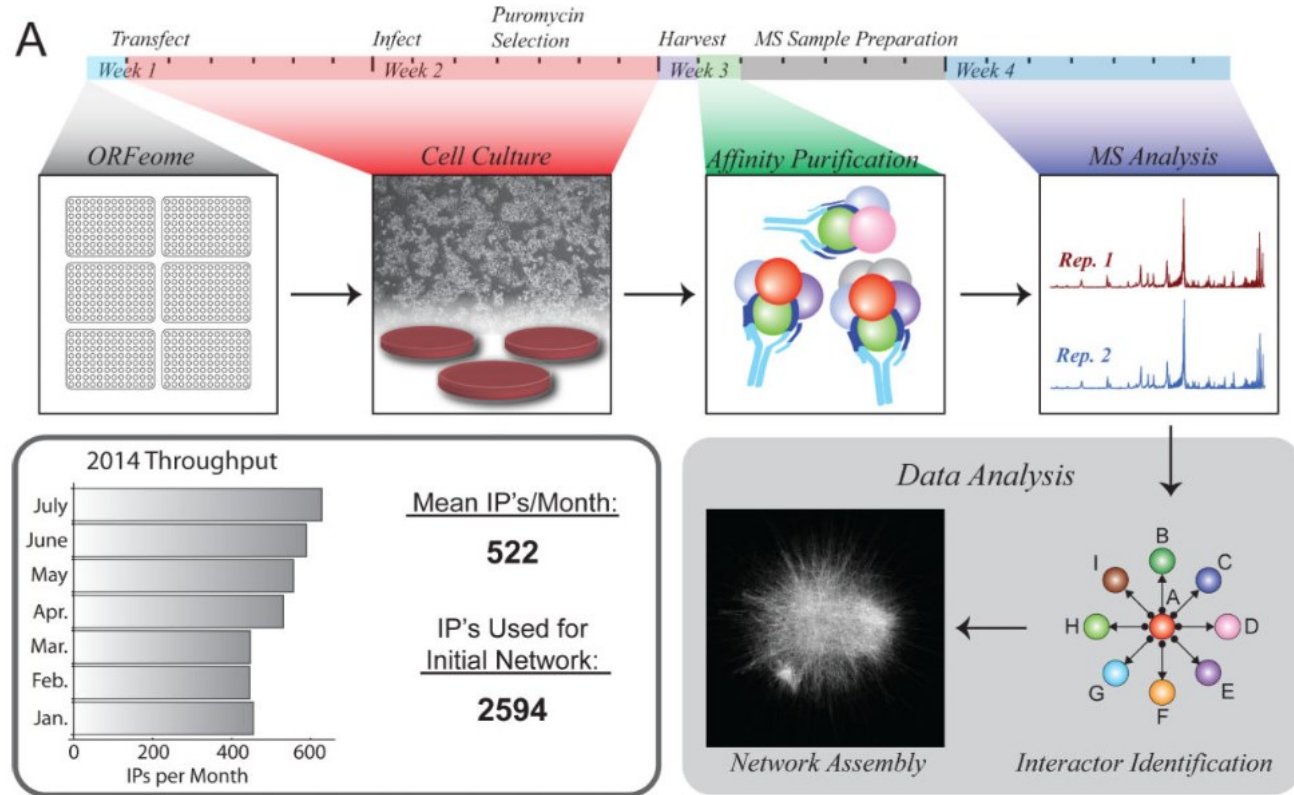 A
Transfect
Infect
Puromycin
Selection
Harvest
MS Sample Preparation
Week 1
Week 2
Week 3
Week 4
ORFeome
Cell Culture
Affinity Purification
MS Analysis
Rep. 1
Rep. 2
2014 Throughput
July
June
May
Apr.
Mar.
Feb.
Jan.
0 200 400 600
IPs per Month
Mean IP's/Month:
522
IP's Used for
Initial Network:
2594
Data Analysis
B
I
C
A
H
D
G
E
F
Network Assembly
Interactor Identification